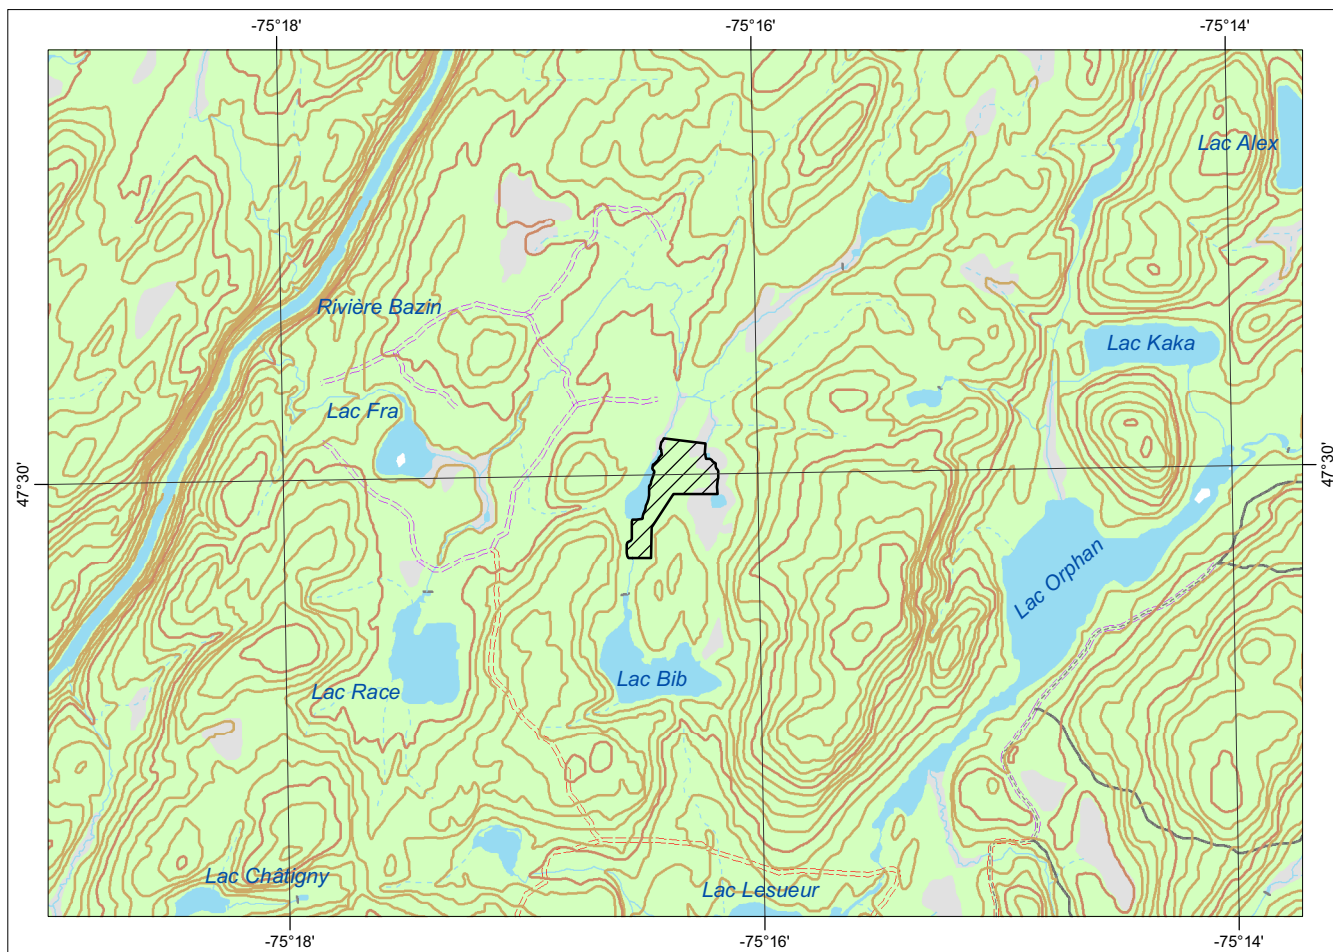 -75°18'
-75°16'
-75°14'
Lac Alex
Rivière Bazin
Lac Kaka
Lac Fra
47°30'
47°30'
Lac Orphan
Lac Bib
Lac Race
Lac Châtigny
Lac Lesueur
-75°18'
-75°16'
-75°14'